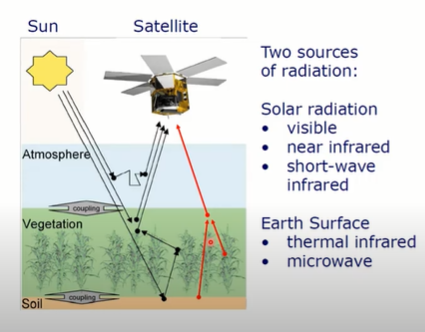 Sun
Satellite
Two sources
of radiation:
Solar radiation
• visible
• near infrared
• short-wave
infrared
Earth Surface
• thermal infrared
• microwave
Atmosphere
coupling
Vegetation
coupling
Soil